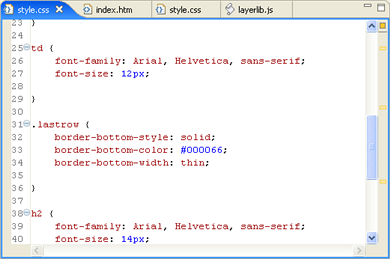 style.css index.htm style.css layerlib.js
23 }
24
25 td {
26 font-family: Arial, Helvetica, sans-serif;
27 font-size: 12px;
28
29 }
30
31 .lastrow {
32 border-bottom-style: solid;
33 border-bottom-color: #000066;
34 border-bottom-width: thin;
35
36 }
37
38 h2 {
39 font-family: Arial, Helvetica, sans-serif;
40 font-size: 14px;